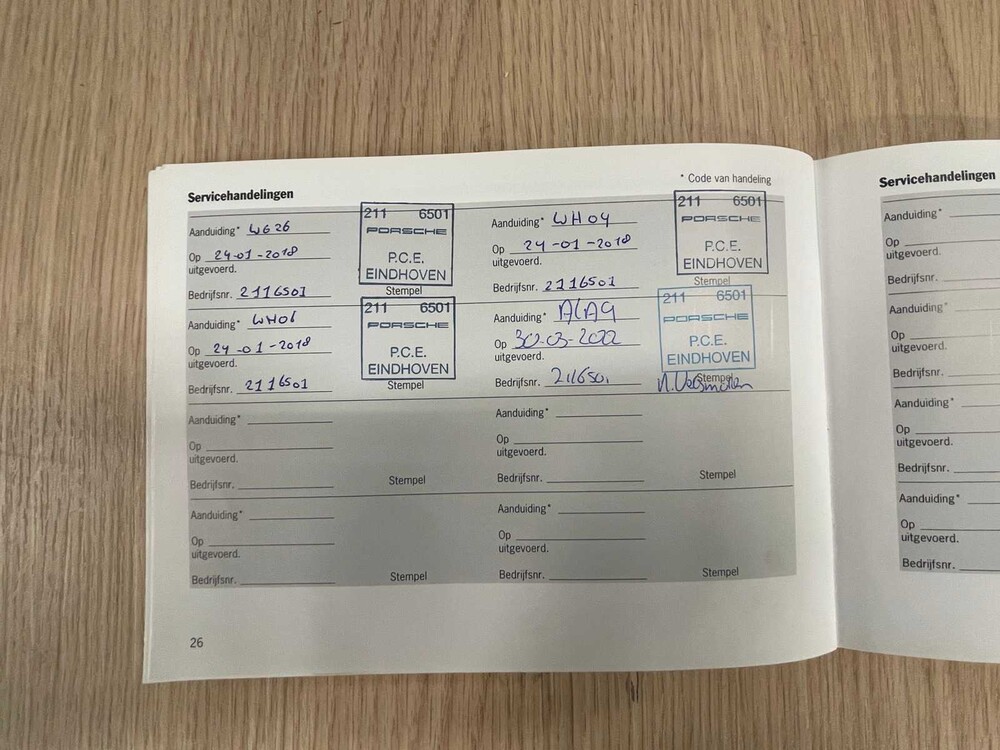 Servicehandelingen
* Code van handeling
Aanduiding* WG26
Op 24-01-2018
uitgevoerd.
Bedrijfsnr. 2116501
211 6501
PORSCHE
P.C.E.
EINDHOVEN
Stempel
Aanduiding* WH04
Op 24-01-2018
uitgevoerd.
Bedrijfsnr. 2116501
211 6501
PORSCHE
P.C.E.
EINDHOVEN
Stempel
Aanduiding*
Op 24-01-2018
uitgevoerd.
Bedrijfsnr. 2116501
211 6501
PORSCHE
P.C.E.
EINDHOVEN
Stempel
Aanduiding*
Op 30-03-2022
uitgevoerd.
Bedrijfsnr. 2116501
211 6501
PORSCHE
P.C.E.
EINDHOVEN
Stempel
Aanduiding*
Op
uitgevoerd.
Bedrijfsnr.
Stempel
Aanduiding*
Op
uitgevoerd.
Bedrijfsnr.
Stempel
Aanduiding*
Op
uitgevoerd.
Bedrijfsnr.
Stempel
Aanduiding*
Op
uitgevoerd.
Bedrijfsnr.
Stempel
26
Servicehandelingen
Aanduiding*
Op
uitgevoerd.
Bedrijfsnr.
Aanduiding*
Op
uitgevoerd.
Bedrijfsnr.
Aanduiding*
Op
uitgevoerd.
Bedrijfsnr.
Aanduiding*
Op
uitgevoerd.
Bedrijfsnr.